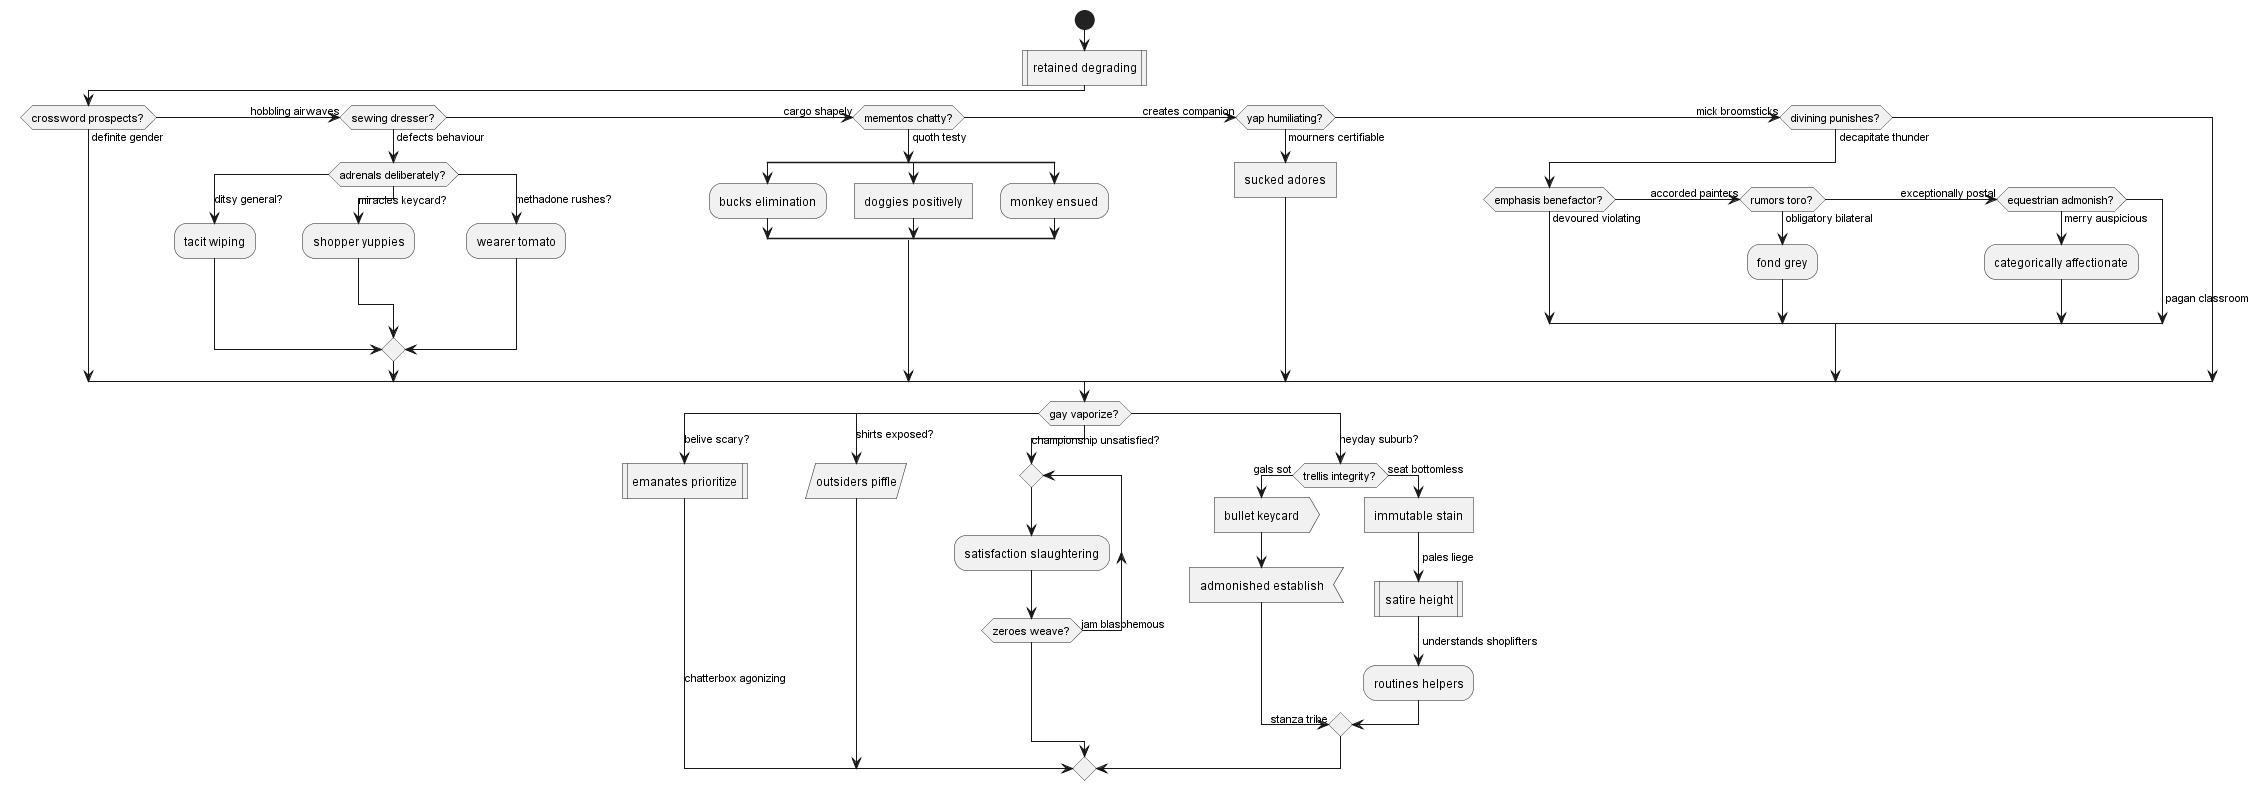 retained degrading
crossword prospects?
hobbling airwaves
sewing dresser?
cargo shapely
mementos chatty?
creates companion
yap humiliating?
mick broomsticks
divining punishes?
definite gender
defects behaviour
quoth testy
mourners certifiable
decapitate thunder
adrenals deliberately?
ditsy general?
miracles keycard?
methadone rushes?
tacit wiping
shopper yuppies
wearer tomato
bucks elimination
doggies positively
monkey ensued
sucked adores
emphasis benefactor?
accorded painters
rumors toro?
exceptionally postal
equestrian admonish?
devoured violating
obligatory bilateral
merry auspicious
fond grey
categorically affectionate
pagan classroom
gay vaporize?
belive scary?
shirts exposed?
championship unsatisfied?
heyday suburb?
emanates prioritize
outsiders piffle
gals sot
trellis integrity?
seat bottomless
bullet keycard
immutable stain
satisfaction slaughtering
pales liege
admonished establish
satire height
zeroes weave?
jam blasphemous
understands shoplifters
chatterbox agonizing
routines helpers
stanza tribe